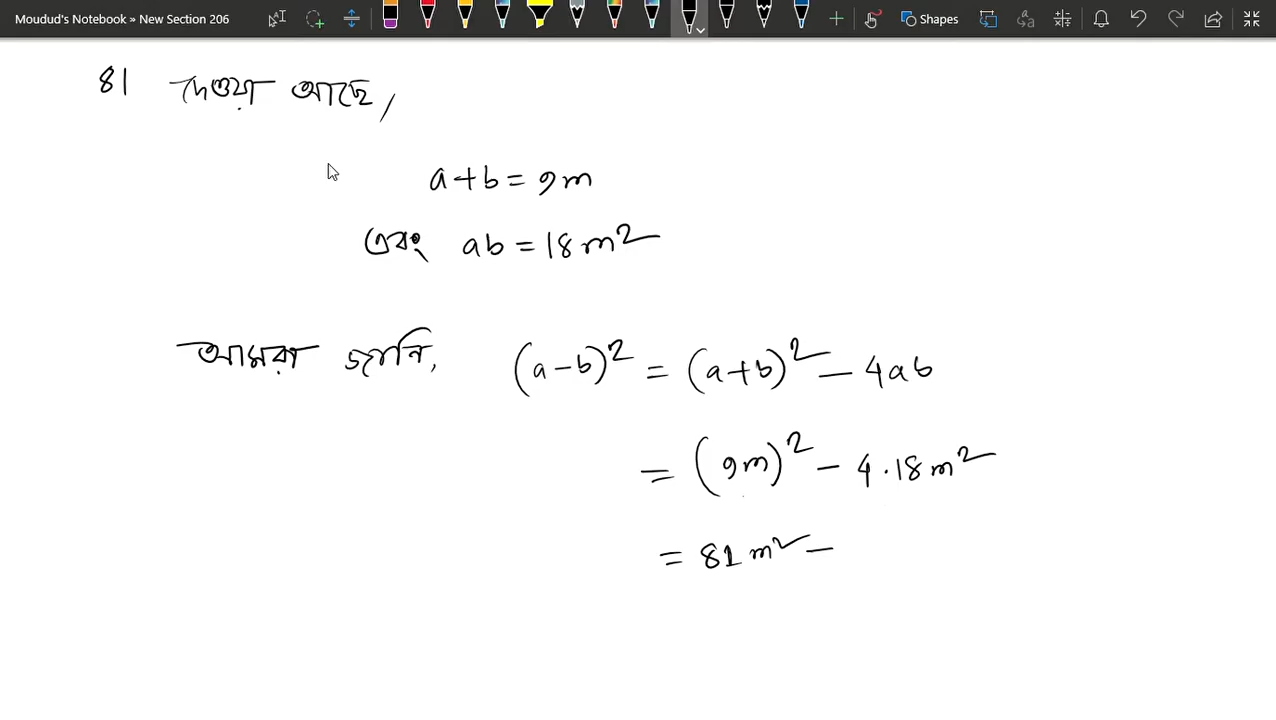 Moudud's Notebook » New Section 206
Shapes
81 দেওয়া আছে,
a+b=9m
এবং ab=18m²
আমরা জানি, (a-b)² = (a+b)² - 4ab
= (9m)² - 4·18m²
= 81m² -